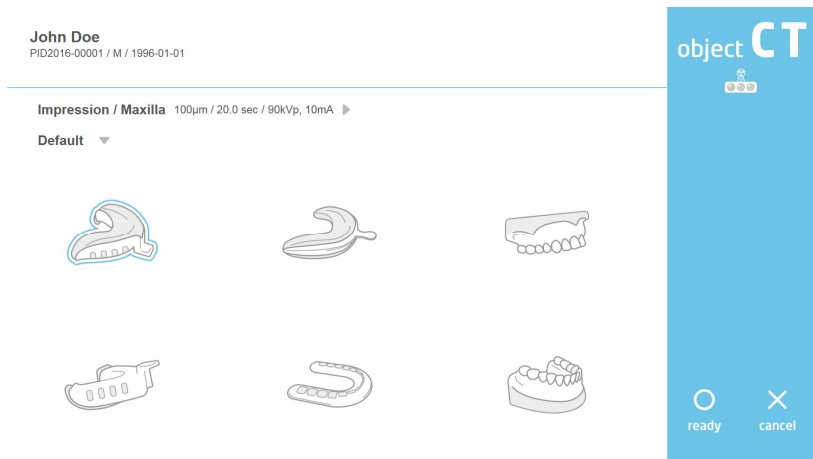 John Doe
PID2016-00001 / M / 1996-01-01
object CT
Impression / Maxilla 100μm / 20.0 sec / 90kVp, 10mA
Default
ready
cancel